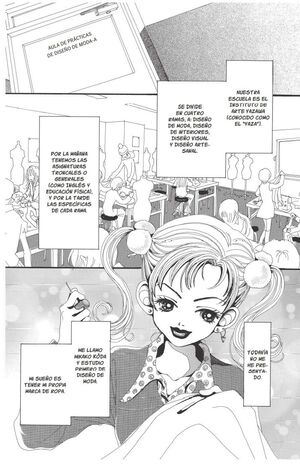 AULA DE PRÁCTICAS
DE DISEÑO DE MODA-A
NUESTRA
ESCUELA ES EL
INSTITUTO DE
ARTE YAZAWA
(CONOCIDO COMO
EL "YAZA").
SE DIVIDE
EN CUATRO
RAMAS, A: DISEÑO
DE MODA, DISEÑO
DE INTERIORES,
DISEÑO VISUAL
Y DISEÑO ARTE-
SANAL.
POR LA MAÑANA
TENEMOS LAS
ASIGNATURAS
TRONCALES O
GENERALES
(COMO INGLÉS Y
EDUCACIÓN FÍSICA),
Y POR LA TARDE
LAS ESPECÍFICAS
DE CADA RAMA.
TODAVÍA
NO ME
HE PRE-
SENTA-
DO.
ME LLAMO
MIKAKO KÔDA
Y ESTUDIO
PRIMERO DE
DISEÑO DE
MODA.
MI SUEÑO ES
TENER MI PROPIA
MARCA DE ROPA.